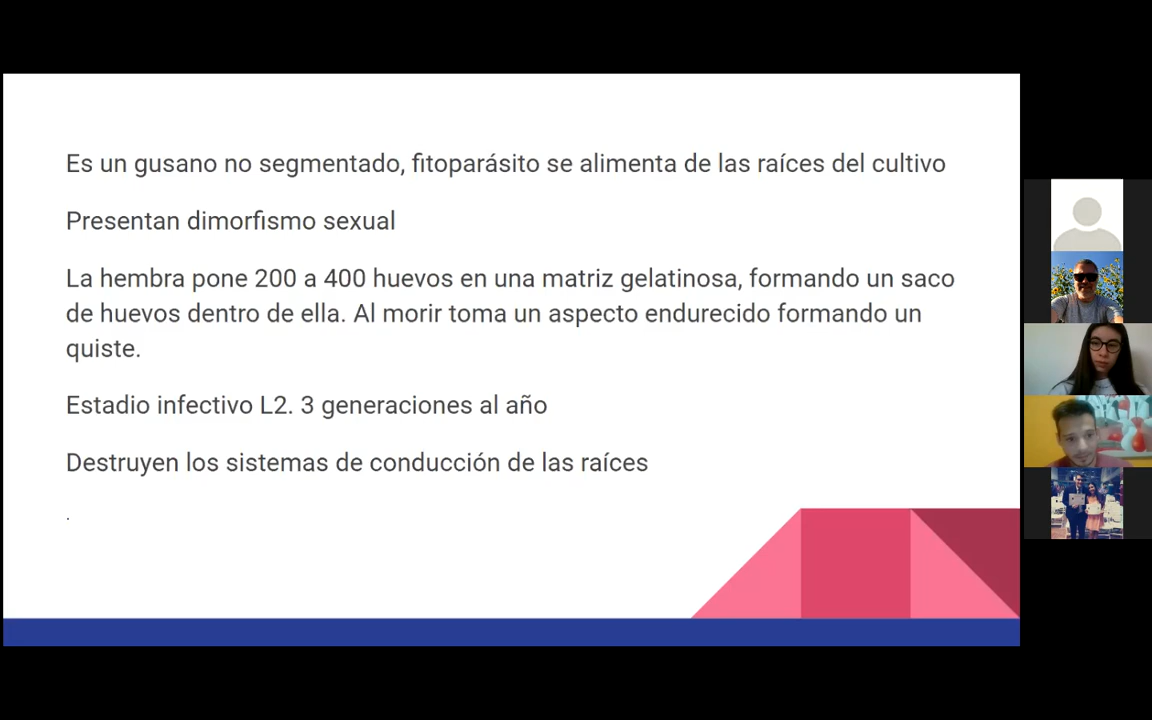 Es un gusano no segmentado, fitoparásito se alimenta de las raíces del cultivo
Presentan dimorfismo sexual
La hembra pone 200 a 400 huevos en una matriz gelatinosa, formando un saco
de huevos dentro de ella. Al morir toma un aspecto endurecido formando un
quiste.
Estadio infectivo L2. 3 generaciones al año
Destruyen los sistemas de conducción de las raíces
.